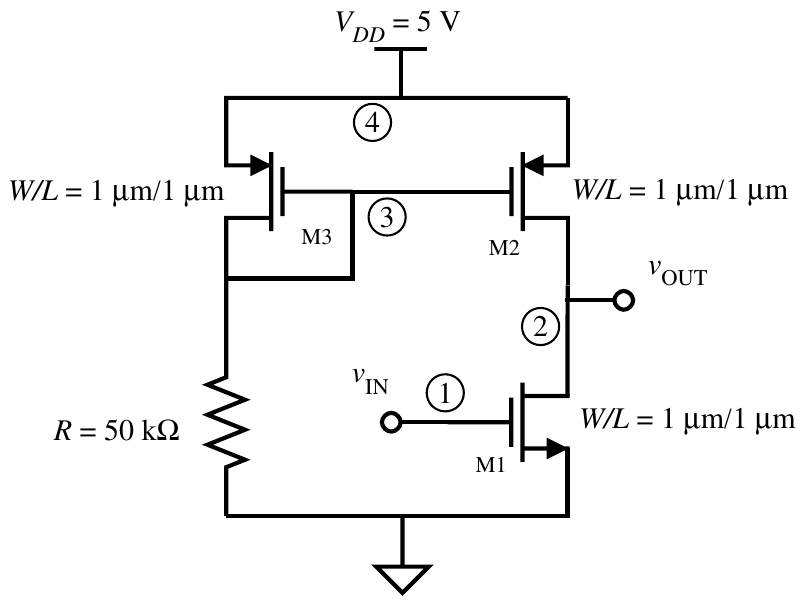 V_DD = 5 V
4
W/L = 1 μm/1 μm
W/L = 1 μm/1 μm
3
M3
M2
v_OUT
2
v_IN
1
W/L = 1 μm/1 μm
R = 50 kΩ
M1